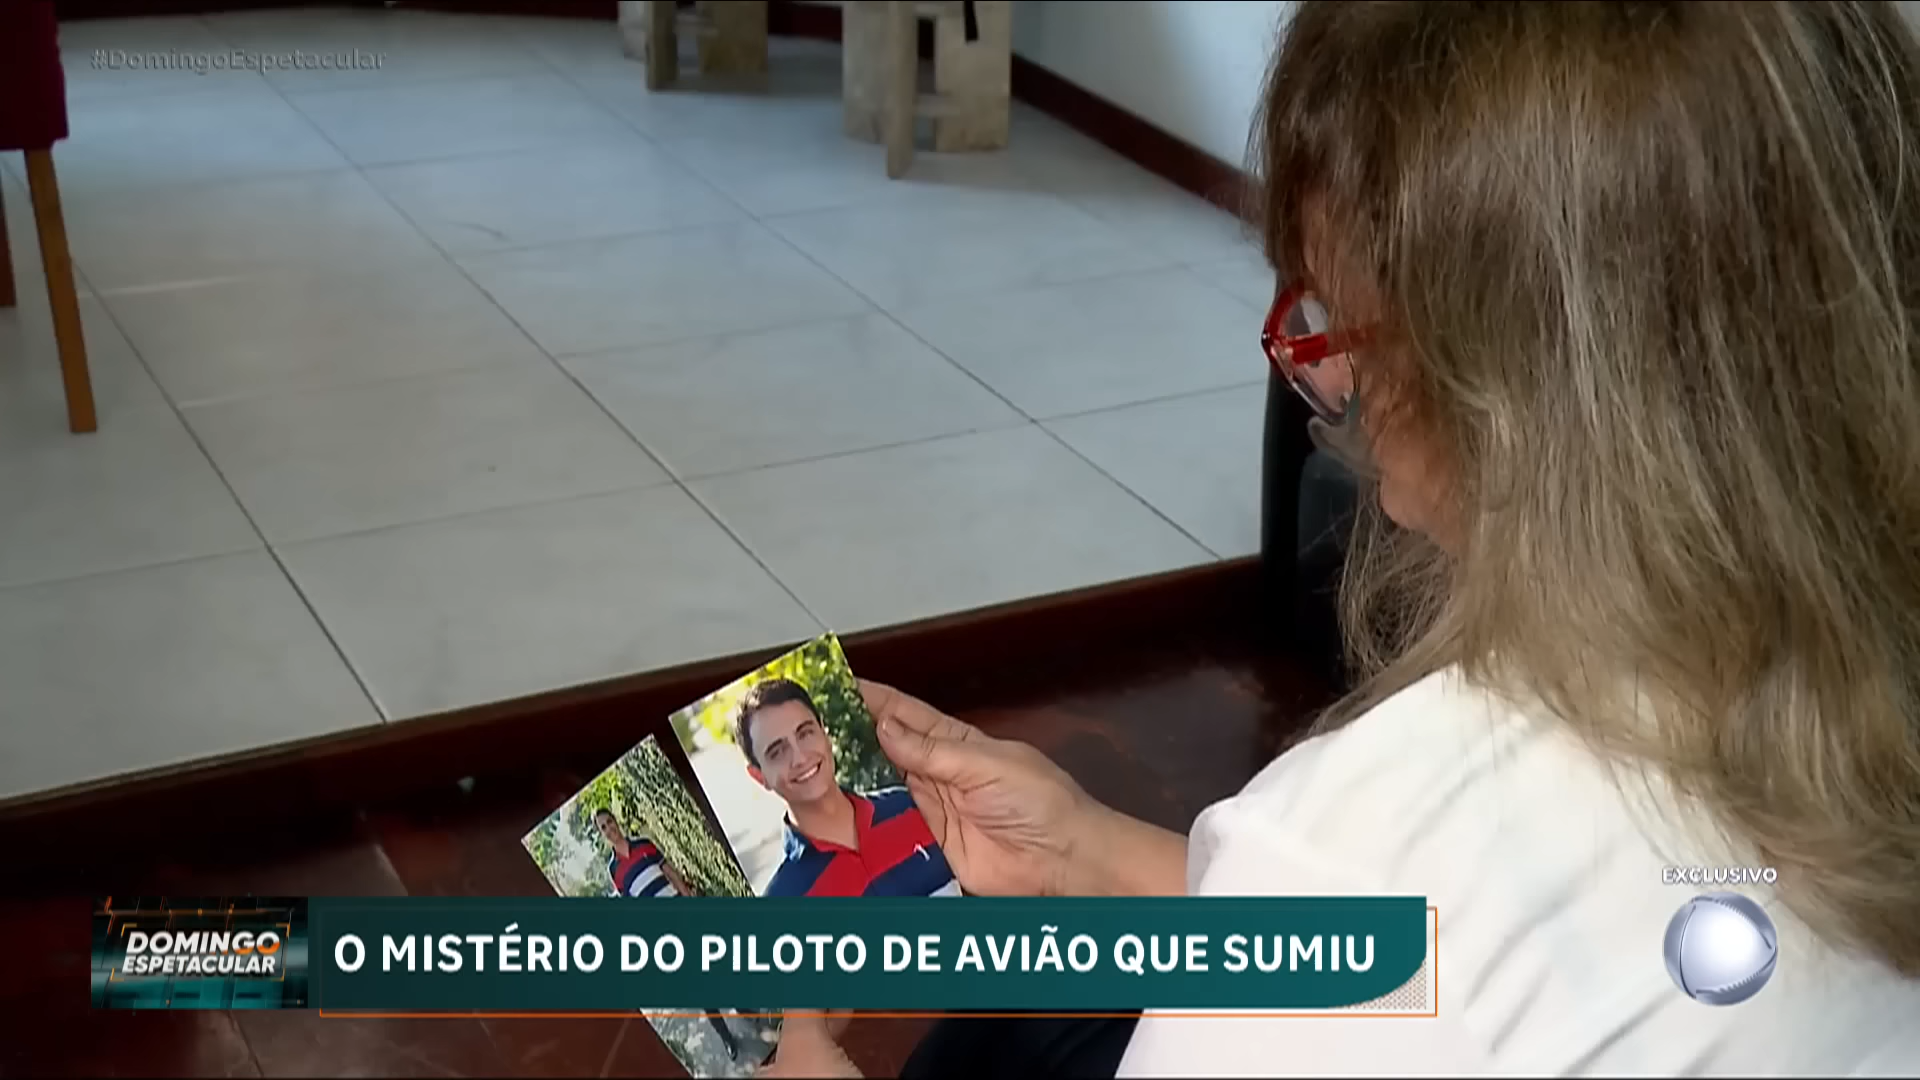 #DomingoEspetacular
EXCLUSIVO
DOMINGO
ESPETACULAR
O MISTÉRIO DO PILOTO DE AVIÃO QUE SUMIU